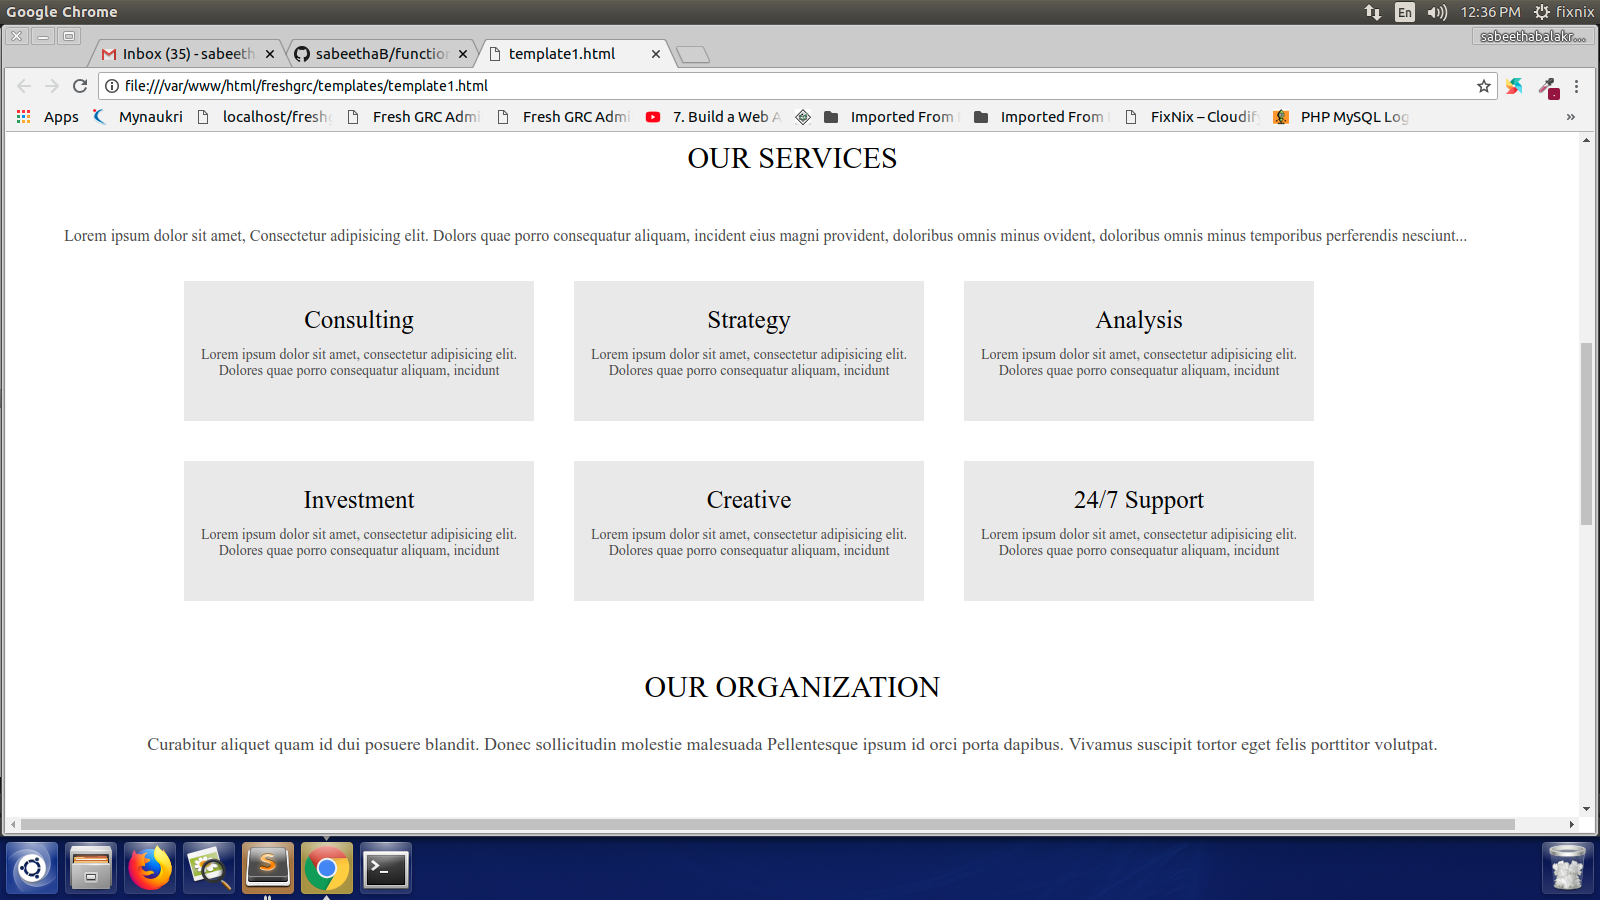 Google Chrome
En
12:36 PM
fixnix
sabeethabalakr...
Inbox (35) - sabeeth
sabeethaB/function
template1.html
file:///var/www/html/freshgrc/templates/template1.html
Apps
Mynaukri
localhost/freshg
Fresh GRC Admi
Fresh GRC Admi
7. Build a Web A
Imported From
Imported From
FixNix – Cloudify
PHP MySQL Log
»
OUR SERVICES
Lorem ipsum dolor sit amet, Consectetur adipisicing elit. Dolors quae porro consequatur aliquam, incident eius magni provident, doloribus omnis minus ovident, doloribus omnis minus temporibus perferendis nesciunt...
Consulting
Lorem ipsum dolor sit amet, consectetur adipisicing elit.
Dolores quae porro consequatur aliquam, incidunt
Strategy
Lorem ipsum dolor sit amet, consectetur adipisicing elit.
Dolores quae porro consequatur aliquam, incidunt
Analysis
Lorem ipsum dolor sit amet, consectetur adipisicing elit.
Dolores quae porro consequatur aliquam, incidunt
Investment
Lorem ipsum dolor sit amet, consectetur adipisicing elit.
Dolores quae porro consequatur aliquam, incidunt
Creative
Lorem ipsum dolor sit amet, consectetur adipisicing elit.
Dolores quae porro consequatur aliquam, incidunt
24/7 Support
Lorem ipsum dolor sit amet, consectetur adipisicing elit.
Dolores quae porro consequatur aliquam, incidunt
OUR ORGANIZATION
Curabitur aliquet quam id dui posuere blandit. Donec sollicitudin molestie malesuada Pellentesque ipsum id orci porta dapibus. Vivamus suscipit tortor eget felis porttitor volutpat.